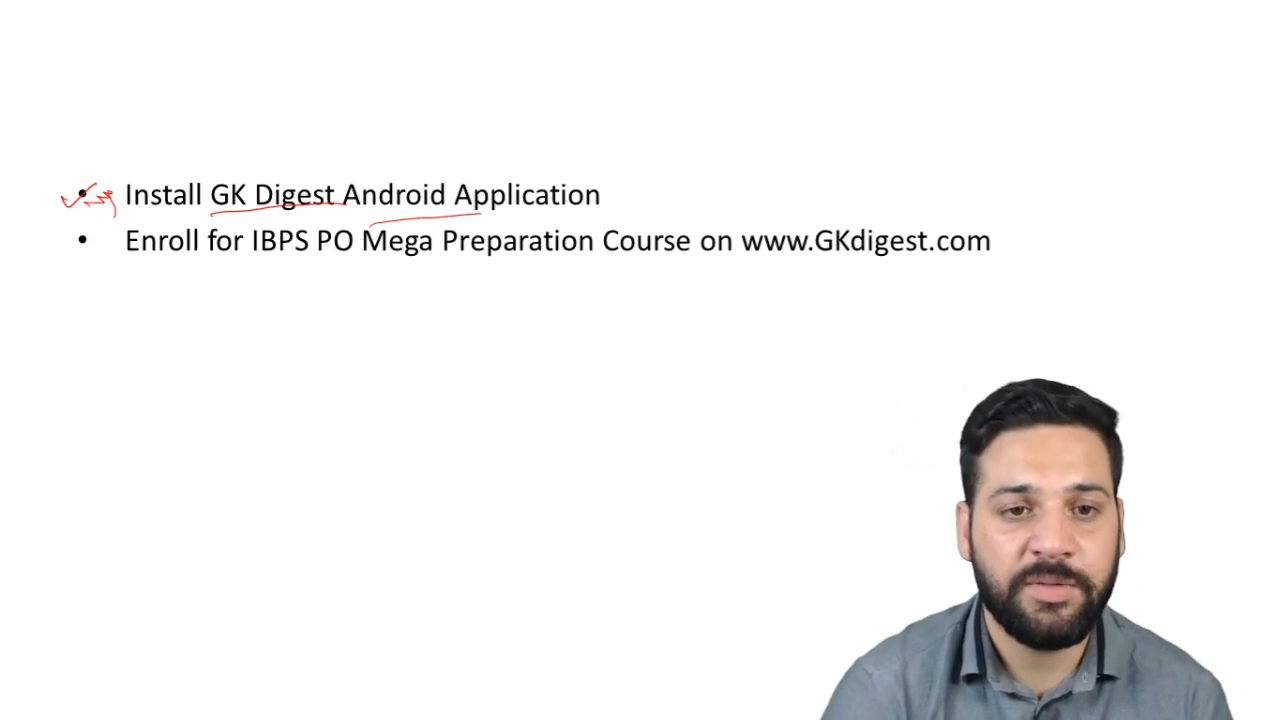 • Install GK Digest Android Application
• Enroll for IBPS PO Mega Preparation Course on www.GKdigest.com